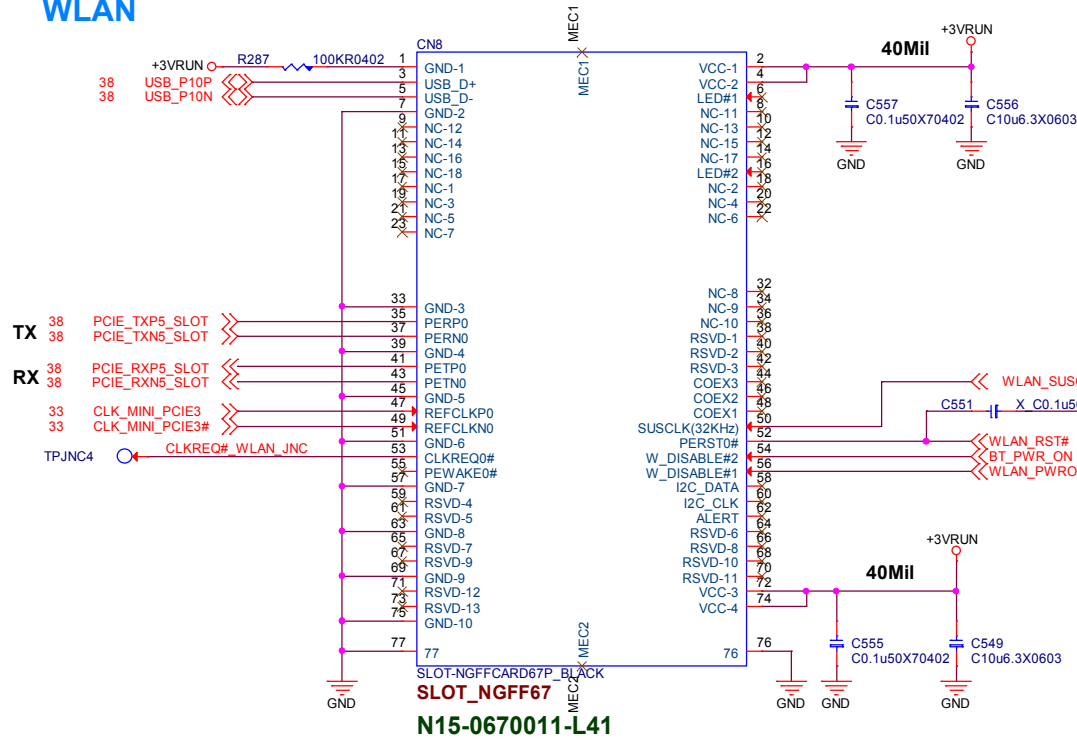 WLAN
MEC1
CN8
+3VRUN
R287
100KR0402
38 USB_P10P
38 USB_P10N
1 GND-1
3 USB_D+
5 USB_D-
7 GND-2
9 NC-12
11 NC-14
13 NC-16
15 NC-18
17 NC-1
19 NC-3
21 NC-5
23 NC-7
MEC1
VCC-1 2
VCC-2 4
LED#1 6
NC-11 8
NC-13 10
NC-15 12
NC-17 14
LED#2 16
NC-2 18
NC-4 20
NC-6 22
40Mil
+3VRUN
C557
C0.1u50X70402
C556
C10u6.3X0603
GND
GND
TX
38 PCIE_TXP5_SLOT
38 PCIE_TXN5_SLOT
RX
38 PCIE_RXP5_SLOT
38 PCIE_RXN5_SLOT
33 CLK_MINI_PCIE3
33 CLK_MINI_PCIE3#
TPJNC4
CLKREQ#_WLAN_JNC
33 GND-3
35 PERP0
37 PERN0
39 GND-4
41 PETP0
43 PETN0
45 GND-5
47 REFCLKP0
49 REFCLKN0
51 GND-6
53 CLKREQ0#
55 PEWAKE0#
57 GND-7
59 RSVD-4
61 RSVD-5
63 GND-8
65 RSVD-7
67 RSVD-9
69 GND-9
71 RSVD-12
73 RSVD-13
75 GND-10
77 77
NC-8 32
NC-9 34
NC-10 36
RSVD-1 38
RSVD-2 40
RSVD-3 42
COEX3 44
COEX2 46
COEX1 48
SUSCLK(32KHz) 50
PERST0# 52
W_DISABLE#2 54
W_DISABLE#1 56
I2C_DATA 58
I2C_CLK 60
ALERT 62
RSVD-6 64
RSVD-8 66
RSVD-10 68
RSVD-11 70
VCC-3 72
VCC-4 74
76 76
WLAN_SUS
C551
X_C0.1u5
WLAN_RST#
BT_PWR_ON
WLAN_PWRO
+3VRUN
40Mil
C555
C0.1u50X70402
C549
C10u6.3X0603
GND
GND
GND
GND
MEC2
MEC2
SLOT-NGFFCARD67P_BLACK
SLOT_NGFF67
N15-0670011-L41